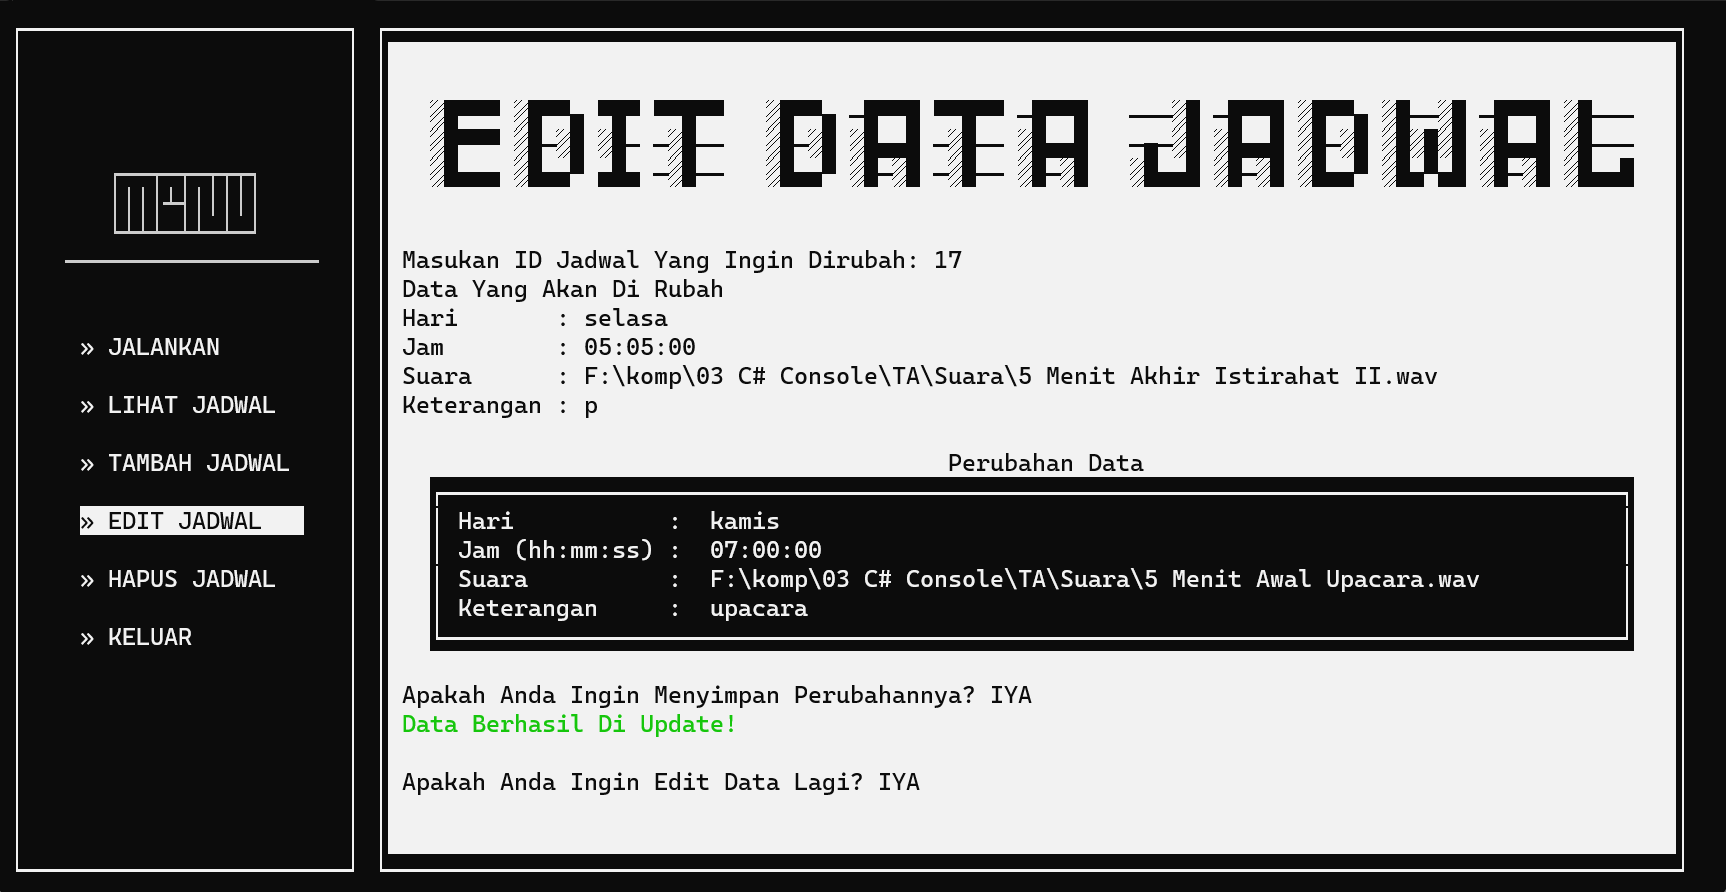 MENU
» JALANKAN
» LIHAT JADWAL
» TAMBAH JADWAL
» EDIT JADWAL
» HAPUS JADWAL
» KELUAR
EDIT DATA JADWAL
Masukan ID Jadwal Yang Ingin Dirubah: 17
Data Yang Akan Di Rubah
Hari : selasa
Jam : 05:05:00
Suara : F:\komp\03 C# Console\TA\Suara\5 Menit Akhir Istirahat II.wav
Keterangan : p
Perubahan Data
Hari : kamis
Jam (hh:mm:ss) : 07:00:00
Suara : F:\komp\03 C# Console\TA\Suara\5 Menit Awal Upacara.wav
Keterangan : upacara
Apakah Anda Ingin Menyimpan Perubahannya? IYA
Data Berhasil Di Update!
Apakah Anda Ingin Edit Data Lagi? IYA